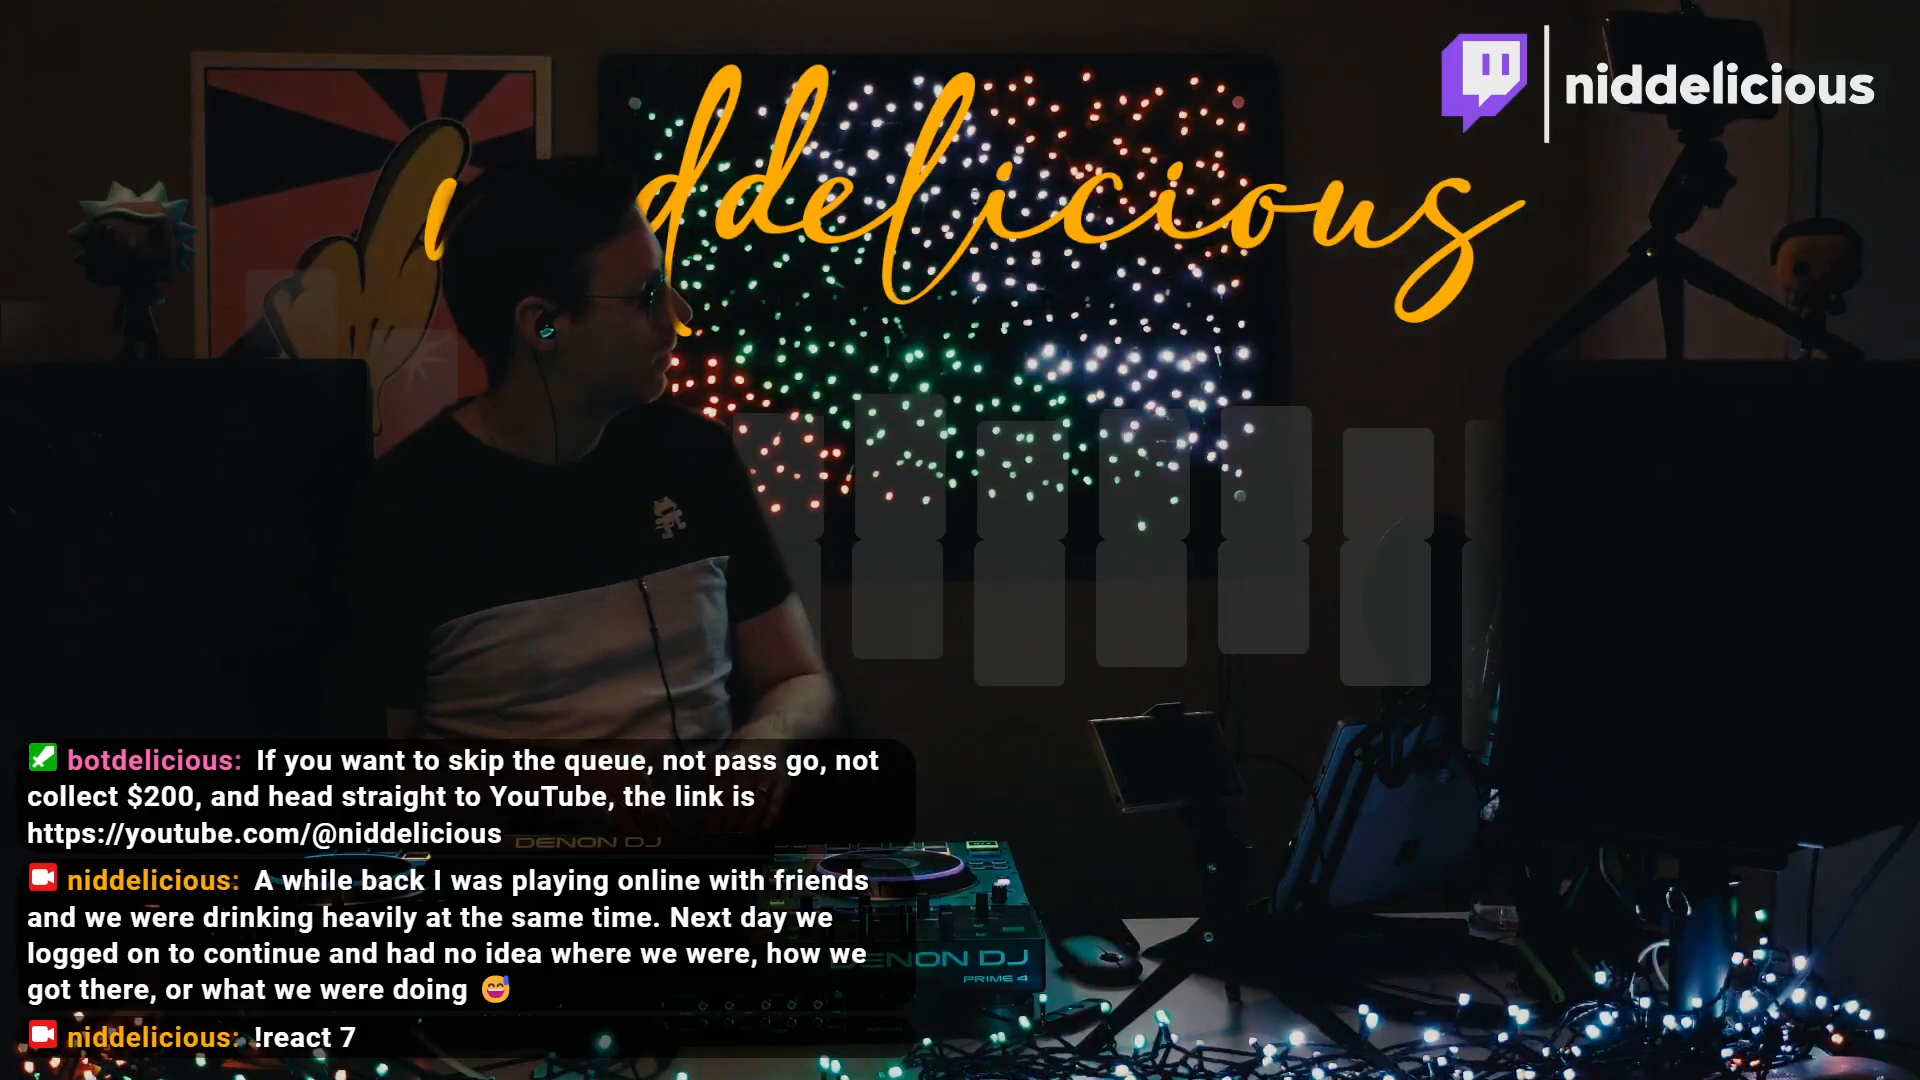 niddelicious
ddelicious
botdelicious: If you want to skip the queue, not pass go, not
collect $200, and head straight to YouTube, the link is
https://youtube.com/@niddelicious
DENON DJ
niddelicious: A while back I was playing online with friends
and we were drinking heavily at the same time. Next day we
logged on to continue and had no idea where we were, how we
got there, or what we were doing 😅
DENON DJ
PRIME 4
niddelicious: !react 7